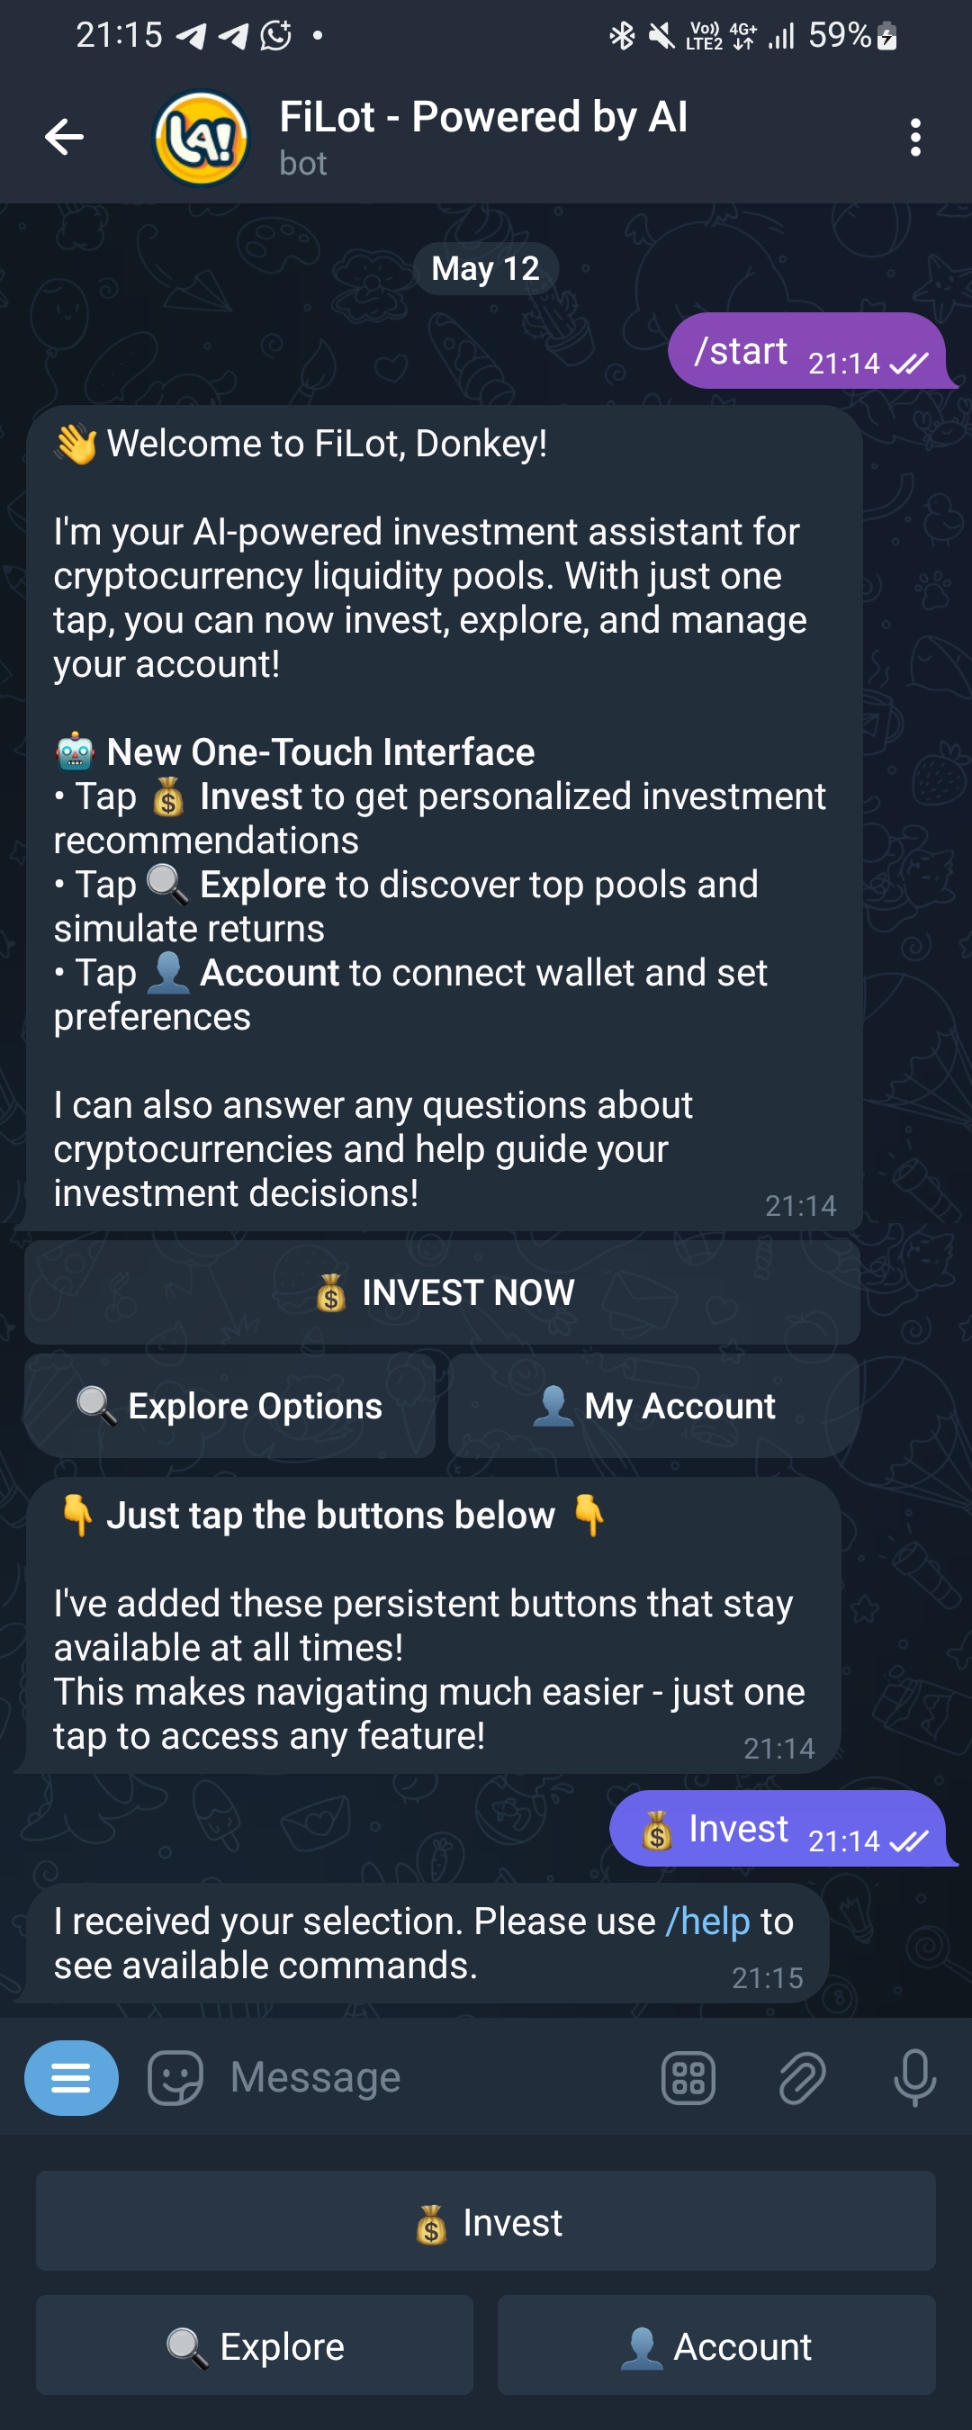 21:15
Vo)) 4G+ 59%
LTE2
LA!
FiLot - Powered by AI
bot
May 12
/start 21:14
👋 Welcome to FiLot, Donkey!
I'm your AI-powered investment assistant for
cryptocurrency liquidity pools. With just one
tap, you can now invest, explore, and manage
your account!
🤖 New One-Touch Interface
• Tap 💰 Invest to get personalized investment
recommendations
• Tap 🔍 Explore to discover top pools and
simulate returns
• Tap 👤 Account to connect wallet and set
preferences
I can also answer any questions about
cryptocurrencies and help guide your
investment decisions!
21:14
💰 INVEST NOW
🔍 Explore Options
👤 My Account
👇 Just tap the buttons below 👇
I've added these persistent buttons that stay
available at all times!
This makes navigating much easier - just one
tap to access any feature!
21:14
💰 Invest 21:14
I received your selection. Please use /help to
see available commands.
21:15
Message
💰 Invest
🔍 Explore
👤 Account